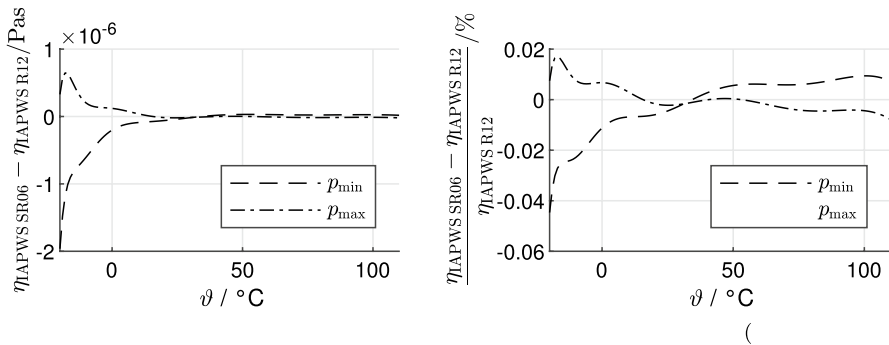 η_IAPWS SR06 − η_IAPWS R12 /Pas
×10⁻⁶
1
0
-1
-2
0 50 100
ϑ / °C
p_min
p_max
η_IAPWS SR06 − η_IAPWS R12 /%
η_IAPWS R12
0.02
0
-0.02
-0.04
-0.06
0 50 100
ϑ / °C
p_min
p_max
(